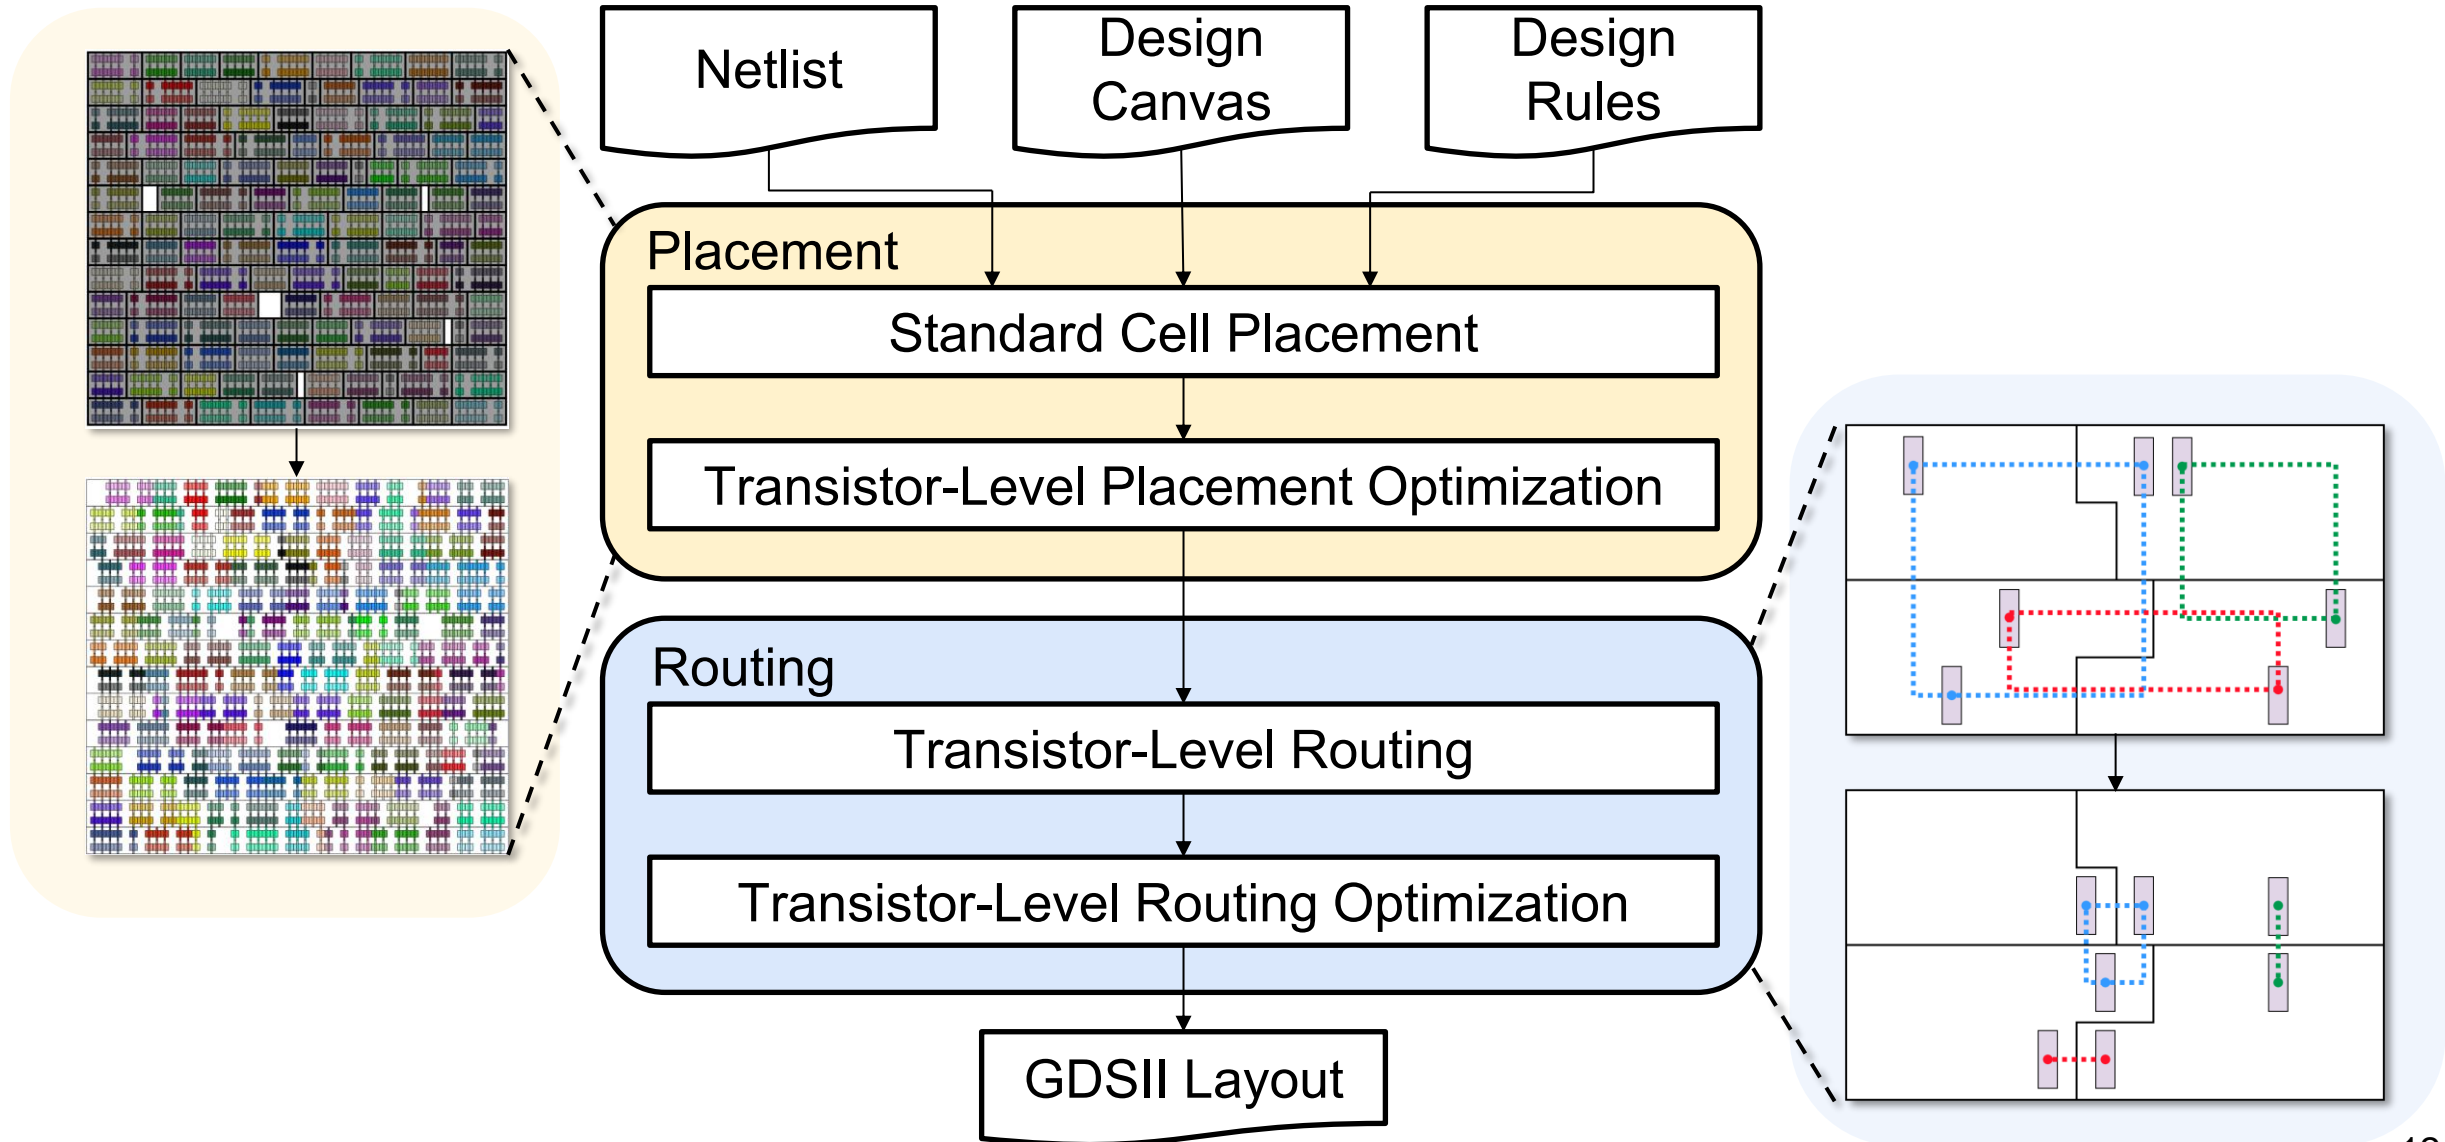 Netlist
Design
Canvas
Design
Rules
Placement
Standard Cell Placement
Transistor-Level Placement Optimization
Routing
Transistor-Level Routing
Transistor-Level Routing Optimization
GDSII Layout